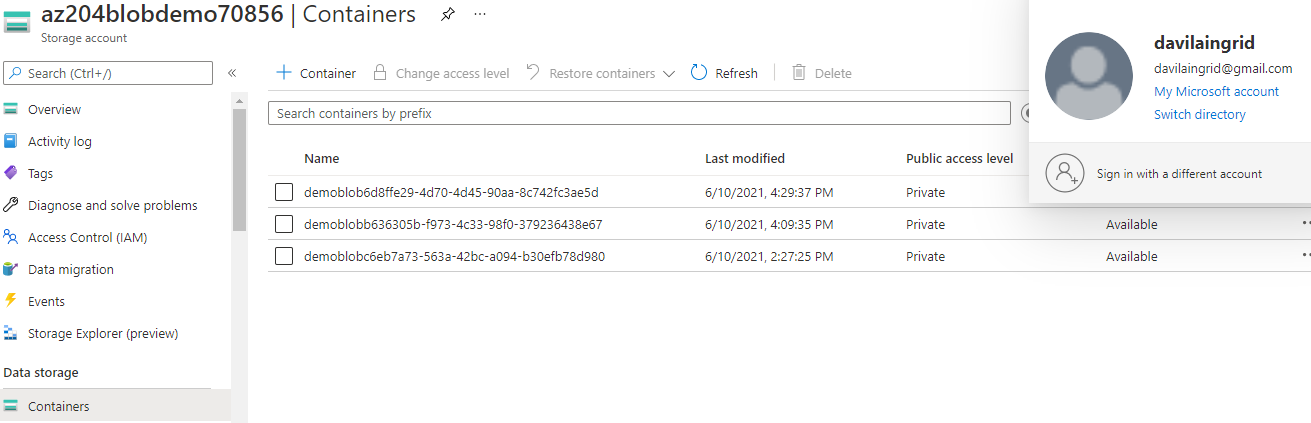 az204blobdemo70856 | Containers ...
Storage account
Search (Ctrl+/) «
Overview
Activity log
Tags
Diagnose and solve problems
Access Control (IAM)
Data migration
Events
Storage Explorer (preview)
Data storage
Containers
+ Container Change access level Restore containers Refresh Delete
Search containers by prefix
Name Last modified Public access level
demoblob6d8ffe29-4d70-4d45-90aa-8c742fc3ae5d 6/10/2021, 4:29:37 PM Private
demoblobb636305b-f973-4c33-98f0-379236438e67 6/10/2021, 4:09:35 PM Private Available
demoblobc6eb7a73-563a-42bc-a094-b30efb78d980 6/10/2021, 2:27:25 PM Private Available
davilaingrid
davilaingrid@gmail.com
My Microsoft account
Switch directory
Sign in with a different account